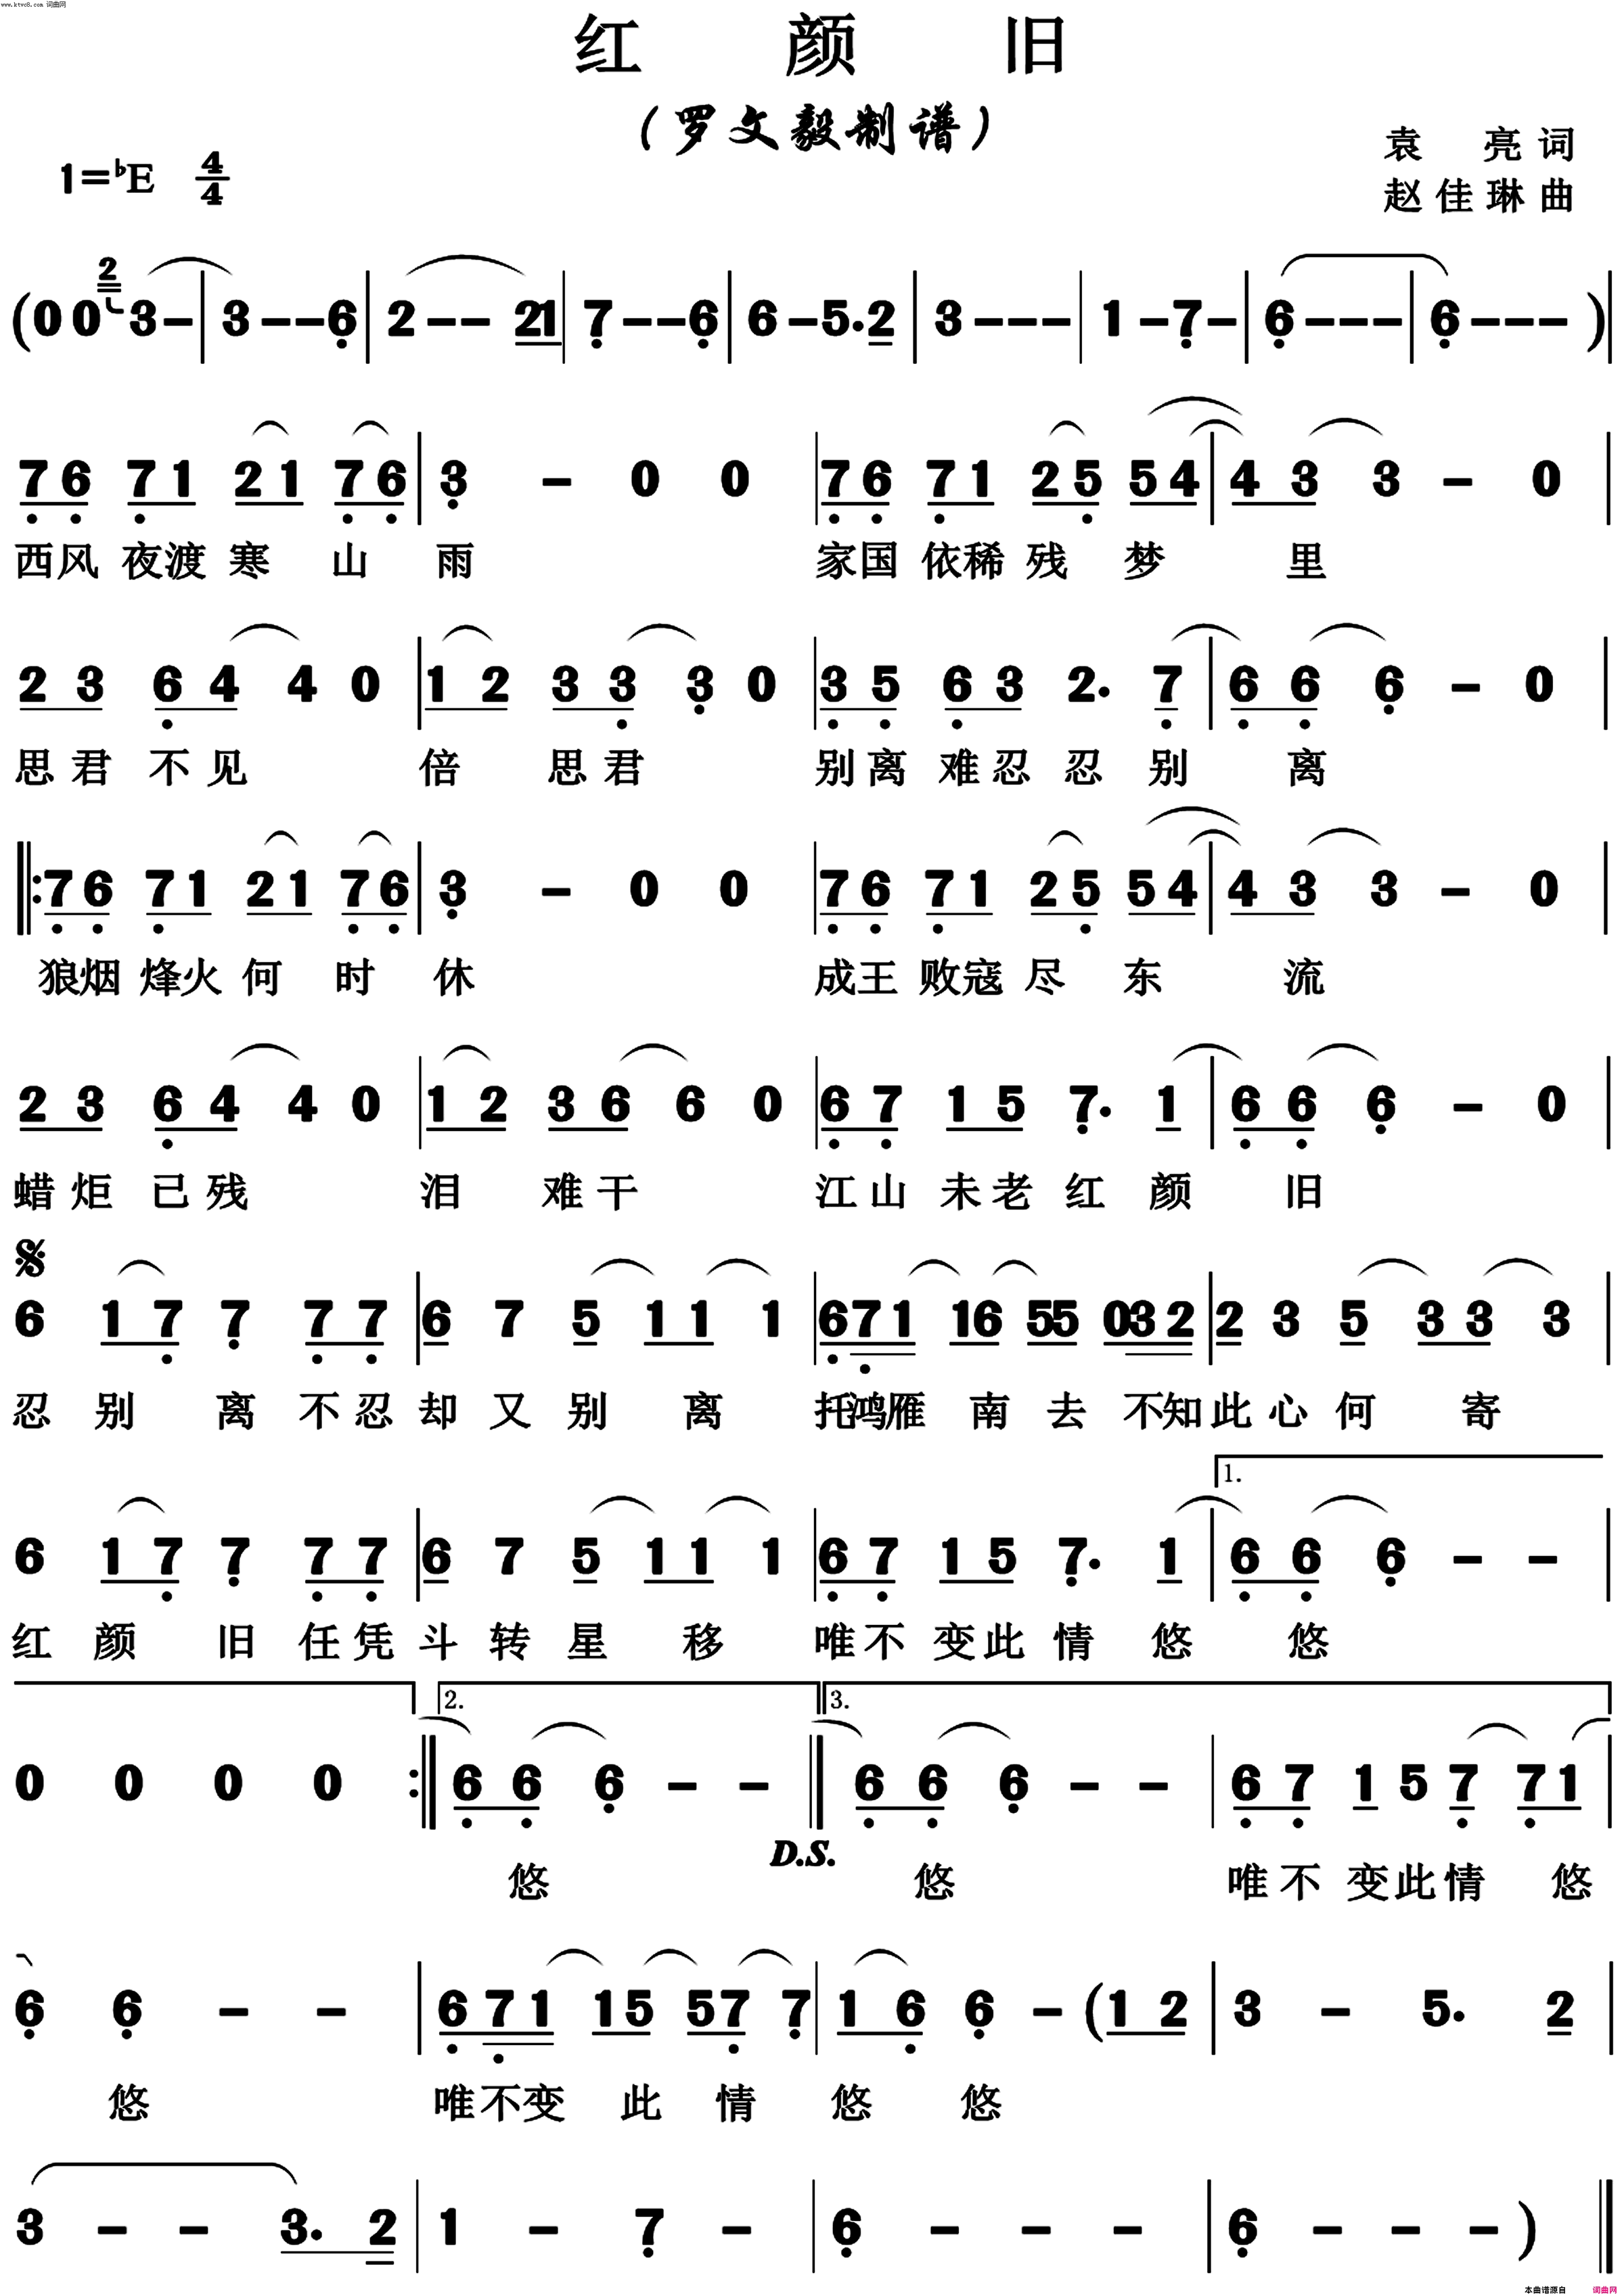 www.ktvc8.com 词曲网
红 颜 旧
（罗文毅制谱）
1=♭E 4/4
袁 亮 词
赵佳琳 曲
(0 0 2 3 - | 3 - - 6 | 2 - - 21 | 7 - - 6 | 6 - 5. 2 | 3 - - - | 1 - 7 - | 6 - - - | 6 - - - ) |
76 71 21 76 | 3 - 0 0 | 76 71 25 54 | 43 3 - 0 |
西风 夜渡 寒 山 雨 家国 依稀 残 梦 里
23 64 4 0 | 12 33 3 0 | 35 63 2. 7 | 66 6 - 0 |
思君 不见 倍 思君 别离 难忍 忍 别 离
‖: 76 71 21 76 | 3 - 0 0 | 76 71 25 54 | 43 3 - 0 |
狼烟 烽火 何 时 休 成王 败寇 尽 东 流
23 64 4 0 | 12 36 6 0 | 67 15 7. 1 | 66 6 - 0 |
蜡炬 已残 泪 难干 江山 未老 红 颜 旧
𝄋
6 17 7 77 | 6 7 5 11 1 | 671 16 55 032 | 2 3 5 33 3 |
忍 别 离 不忍 却 又 别 离 托鸿雁 南 去 不知 此 心 何 寄
1.
6 17 7 77 | 6 7 5 11 1 | 67 15 7. 1 | 66 6 - - |
红 颜 旧 任凭 斗 转 星 移 唯不 变此 情 悠 悠
2. 3.
0 0 0 0 :‖ 66 6 - - ‖ 66 6 - - | 67 1 5 7 71 |
D.S.
悠 悠 唯不 变此情 悠
6 6 - - | 671 15 57 7 | 16 6 - (12 | 3 - 5. 2 |
悠 唯不变 此 情 悠 悠
3 - - 3. 2 | 1 - 7 - | 6 - - - | 6 - - - ) ‖
本曲谱源自 词曲网